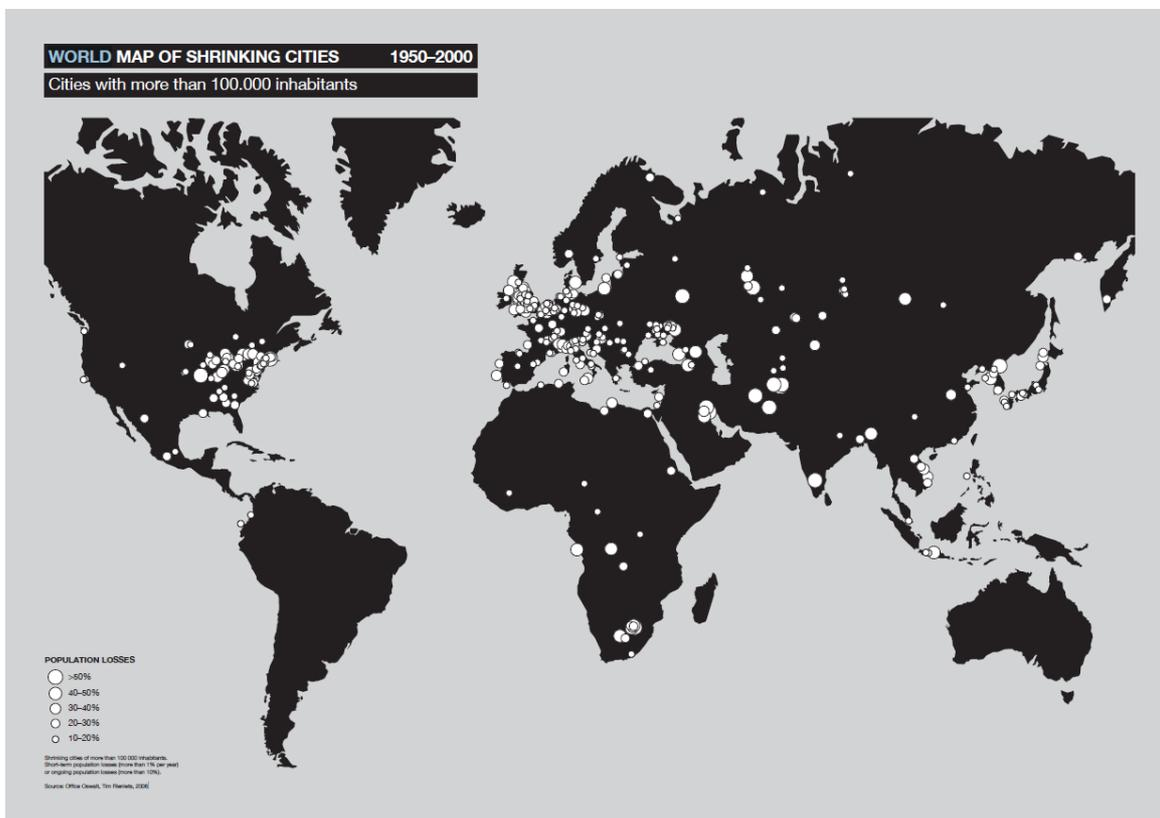 WORLD MAP OF SHRINKING CITIES 1950–2000
Cities with more than 100.000 inhabitants
POPULATION LOSSES
>50%
40–50%
30–40%
20–30%
10–20%
Shrinking cities of more than 100 000 inhabitants.
Short-term population losses (more than 1% per year)
or ongoing population losses (more than 10%).
Source: Office Oswalt, Tim Rieniets, 2006